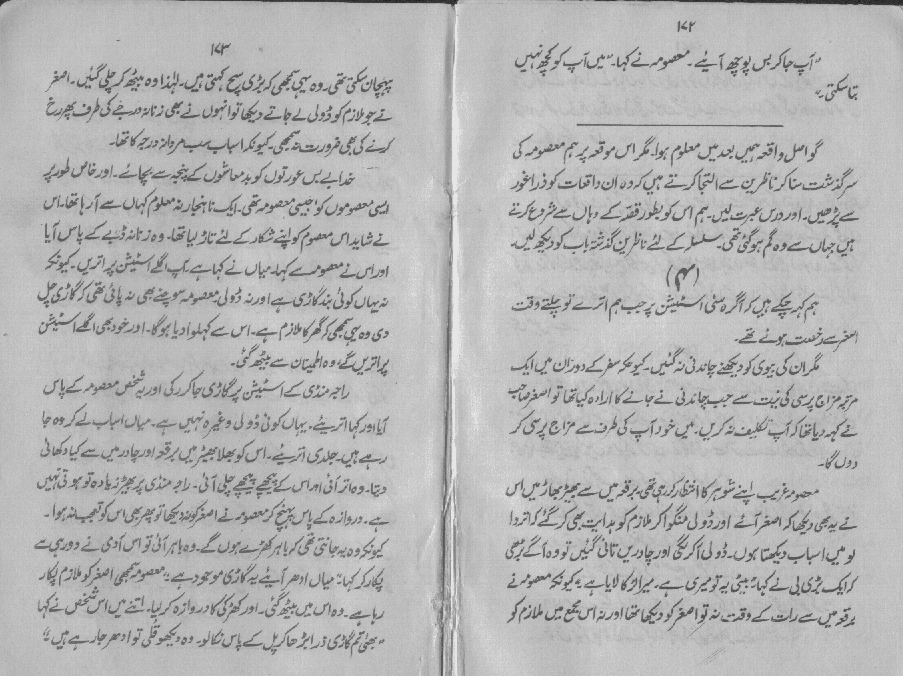 ۱۷۲
"آپ جا کر بس پوچھ آیئے۔ معصومہ نے کہا۔ "میں آپ کو کچھ نہیں
بتا سکتی۔"
گو اصل واقعہ ہمیں بعد میں معلوم ہوا۔ مگر اس موقعہ پر ہم معصومہ کی
سرگذشت سنا کر ناظرین سے التجا کرتے ہیں کہ وہ ان واقعات کو ذرا غور
سے پڑھیں۔ اور درس عبرت لیں۔ ہم اس کو بطور قصّہ کے وہاں سے شروع کرتے
ہیں جہاں سے وہ گم ہو گئی تھی۔ سلسلہ کے لئے ناظرین گذشتہ باب کو دیکھ لیں۔
(۴)
ہم کہہ چکے ہیں کہ آگرہ سٹی اسٹیشن پر جب ہم اترے تو چلتے وقت
اصغر سے رخصت ہوئے تھے۔
مگر ان کی بیوی کو دیکھنے چاندنی نہ گئیں۔ کیونکہ سفر کے دوران میں ایک
مرتبہ مزاج پرسی کی نیت سے جب چاندنی نے جانے کا ارادہ کیا تھا تو اصغر صاحب
نے کہہ دیا تھا کہ آپ تکلیف نہ کریں۔ میں خود آپ کی طرف سے مزاج پرسی کر
دوں گا۔
معصومہ غریب اپنے شوہر کا انتظار کر رہی تھی۔ برقعہ میں سے بھیڑ بھاڑ میں اس
نے یہ بھی دیکھا کہ اصغر آئے اور ڈولی منگوا کر ملازم کو ہدایت بھی کر گئے کہ اتروا
لو میں اسباب دیکھتا ہوں۔ ڈولی آ کر لگی اور چادریں تانی گئیں تو وہ آگے بڑھی
کہ ایک بڑی بی نے کہا "بیٹی یہ تو میری ہے۔ میرا لڑکا لایا ہے" کیونکہ معصومہ نے
برقعہ میں سے رات کے وقت نہ تو اصغر کو دیکھا تھا اور نہ اس مجمع میں ملازم کو
۱۷۳
پہچان سکتی تھی۔ وہ یہی سمجھی کہ بڑی بی سچ کہتی ہیں۔ لہٰذا وہ بیٹھ کر چلی گئیں۔ اصغر
نے جو ملازم کو ڈولی لے جاتے دیکھا تو انہوں نے بھی زنانہ درجے کی طرف پھر رخ
کرنے کی بھی ضرورت نہ سمجھی۔ کیونکہ اسباب سب مردانہ درجہ کا تھا۔
خدا بے بس عورتوں کو بدمعاشوں کے پنجہ سے بچائے۔ اور خاص طور پر
ایسی معصوموں کو جیسی معصومہ تھی۔ ایک ناہنجار نہ معلوم کہاں سے آ رہا تھا۔ اس
نے شاید اس معصوم کو اپنے شکار کے لئے تاڑ لیا تھا۔ وہ زنانہ ڈبے کے پاس آیا
اور اس نے معصومہ سے کہا۔ میاں نے کہا ہے۔ آپ اگلے اسٹیشن پر اتریں۔ کیونکہ
نہ یہاں کوئی بند گاڑی ہے اور نہ ڈولی۔ معصومہ سوچنے بھی نہ پائی تھی کہ گاڑی چل
دی وہ یہی سمجھی کہ گھر کا ملازم ہے۔ اس سے کہلوا دیا ہوگا۔ اور خود بھی اگلے اسٹیشن
پر اتریں گے، وہ اطمینان سے بیٹھ گئی۔
راجہ منڈی کے اسٹیشن پر گاڑی جا کر رکی اور یہ شخص معصومہ کے پاس
آیا اور کہا اتریئے۔ یہاں کوئی ڈولی وغیرہ نہیں ہے۔ میاں اسباب لے کر وہ جا
رہے ہیں۔ جلدی اتریئے۔ اس کو بھلا بھیڑ میں برقعہ اور چادر میں سے کیا دکھائی
دیتا۔ وہ اتر آئی اور اس کے پیچھے پیچھے چلی آئی۔ راجہ منڈی پر بھیڑ زیادہ تو ہوتی نہیں
ہے۔ دروازہ کے پاس پہنچ کر معصومہ نے اصغر کو نہ دیکھا تو پھر بھی اس کو تعجب نہ ہوا۔
کیونکہ وہ یہ جانتی تھی کہ باہر کھڑے ہوں گے۔ وہ باہر آئی تو اس آدمی نے دور ہی سے
پکار کر کہا "میاں ادھر آیئے یہ گاڑی موجود ہے" معصومہ سمجھی اصغر کو ملازم پکار
رہا ہے۔ وہ اس میں بیٹھ گئی۔ اور کھڑکی کا دروازہ کر لیا۔ اتنے میں اس شخص نے کہا
"بھئی تم گاڑی ذرا بڑھا کر پل کے پاس نکالو۔ وہ دیکھو قلی تو ادھر جا رہے ہیں"